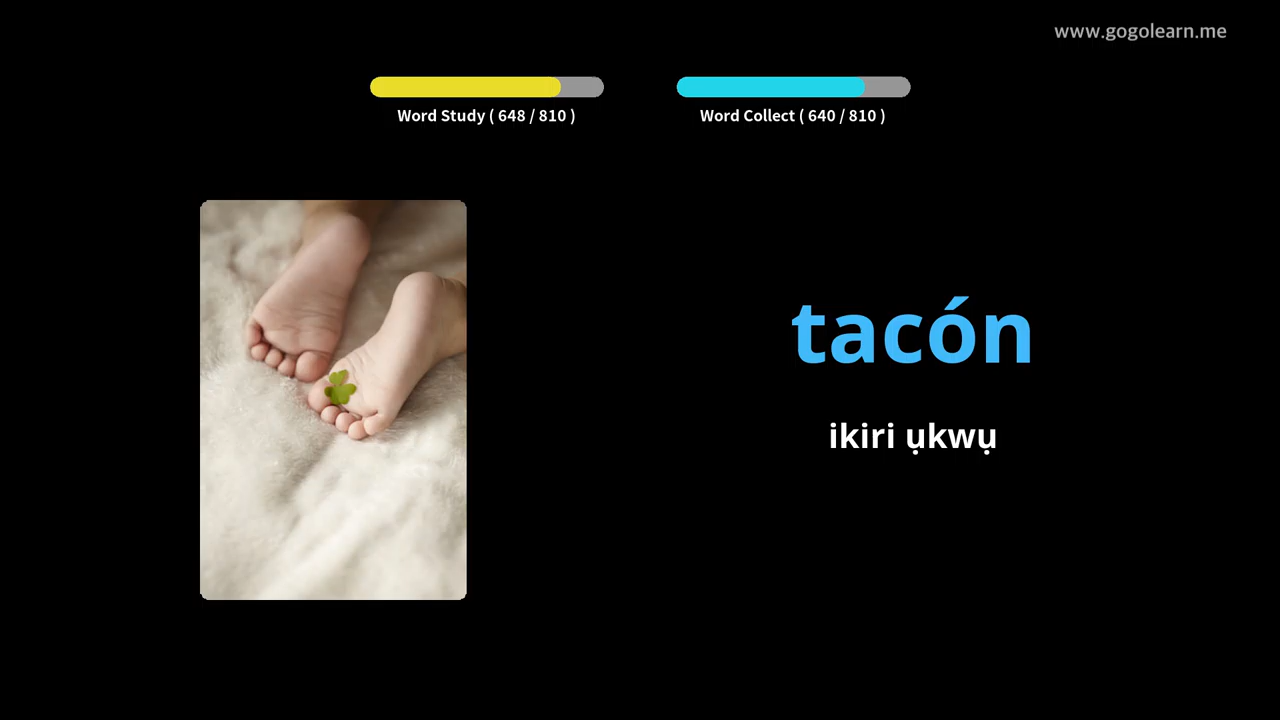 www.gogolearn.me
Word Study ( 648 / 810 )
Word Collect ( 640 / 810 )
tacón
ikiri ụkwụ